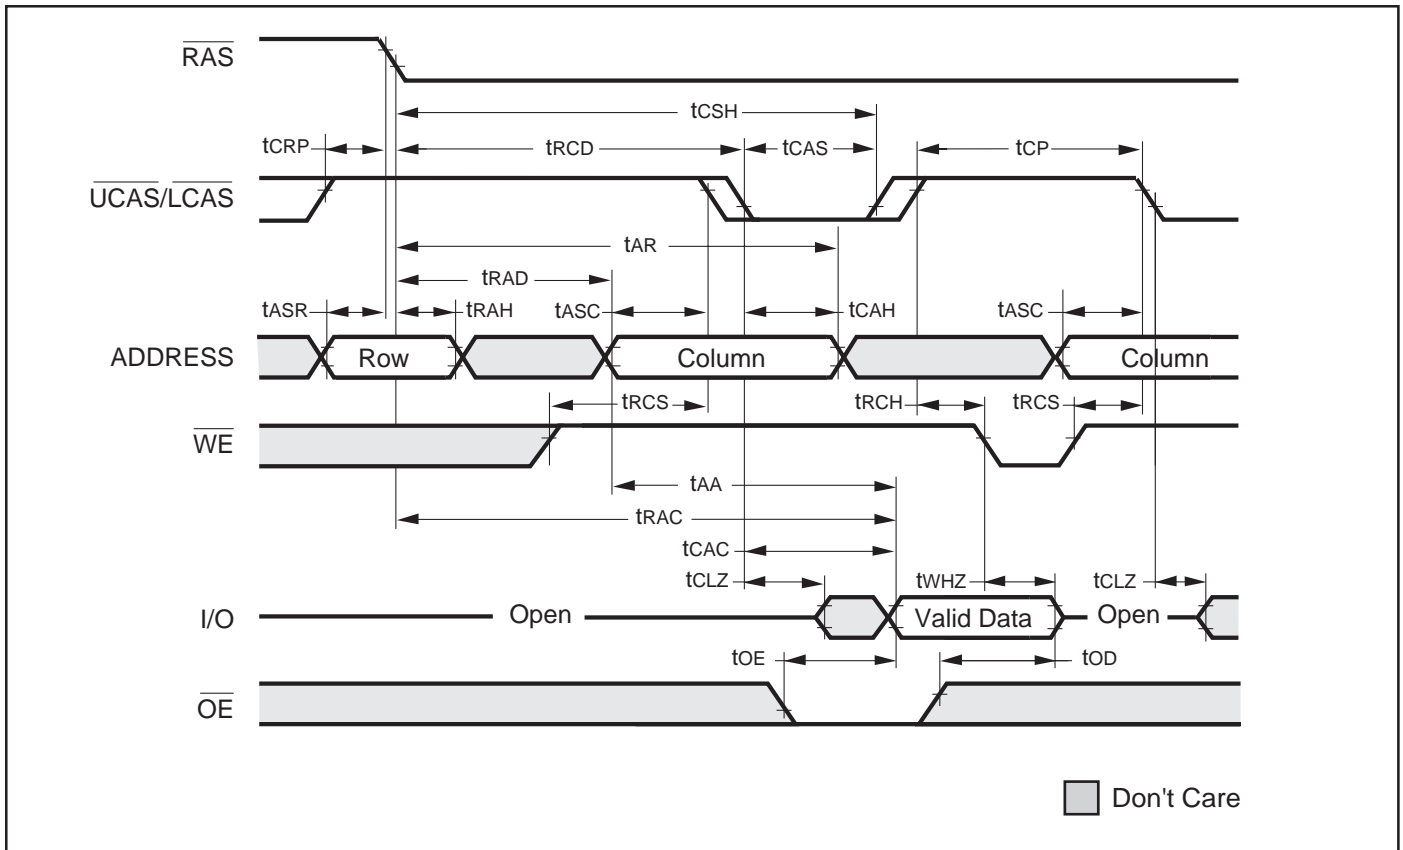 RAS
tCSH
tCRP
tRCD
tCAS
tCP
UCAS/LCAS
tAR
tRAD
tASR
tRAH
tASC
tCAH
tASC
ADDRESS
Row
Column
Column
tRCS
tRCH
tRCS
WE
tAA
tRAC
tCAC
tCLZ
tWHZ
tCLZ
I/O
Open
Valid Data
Open
tOE
tOD
OE
Don't Care